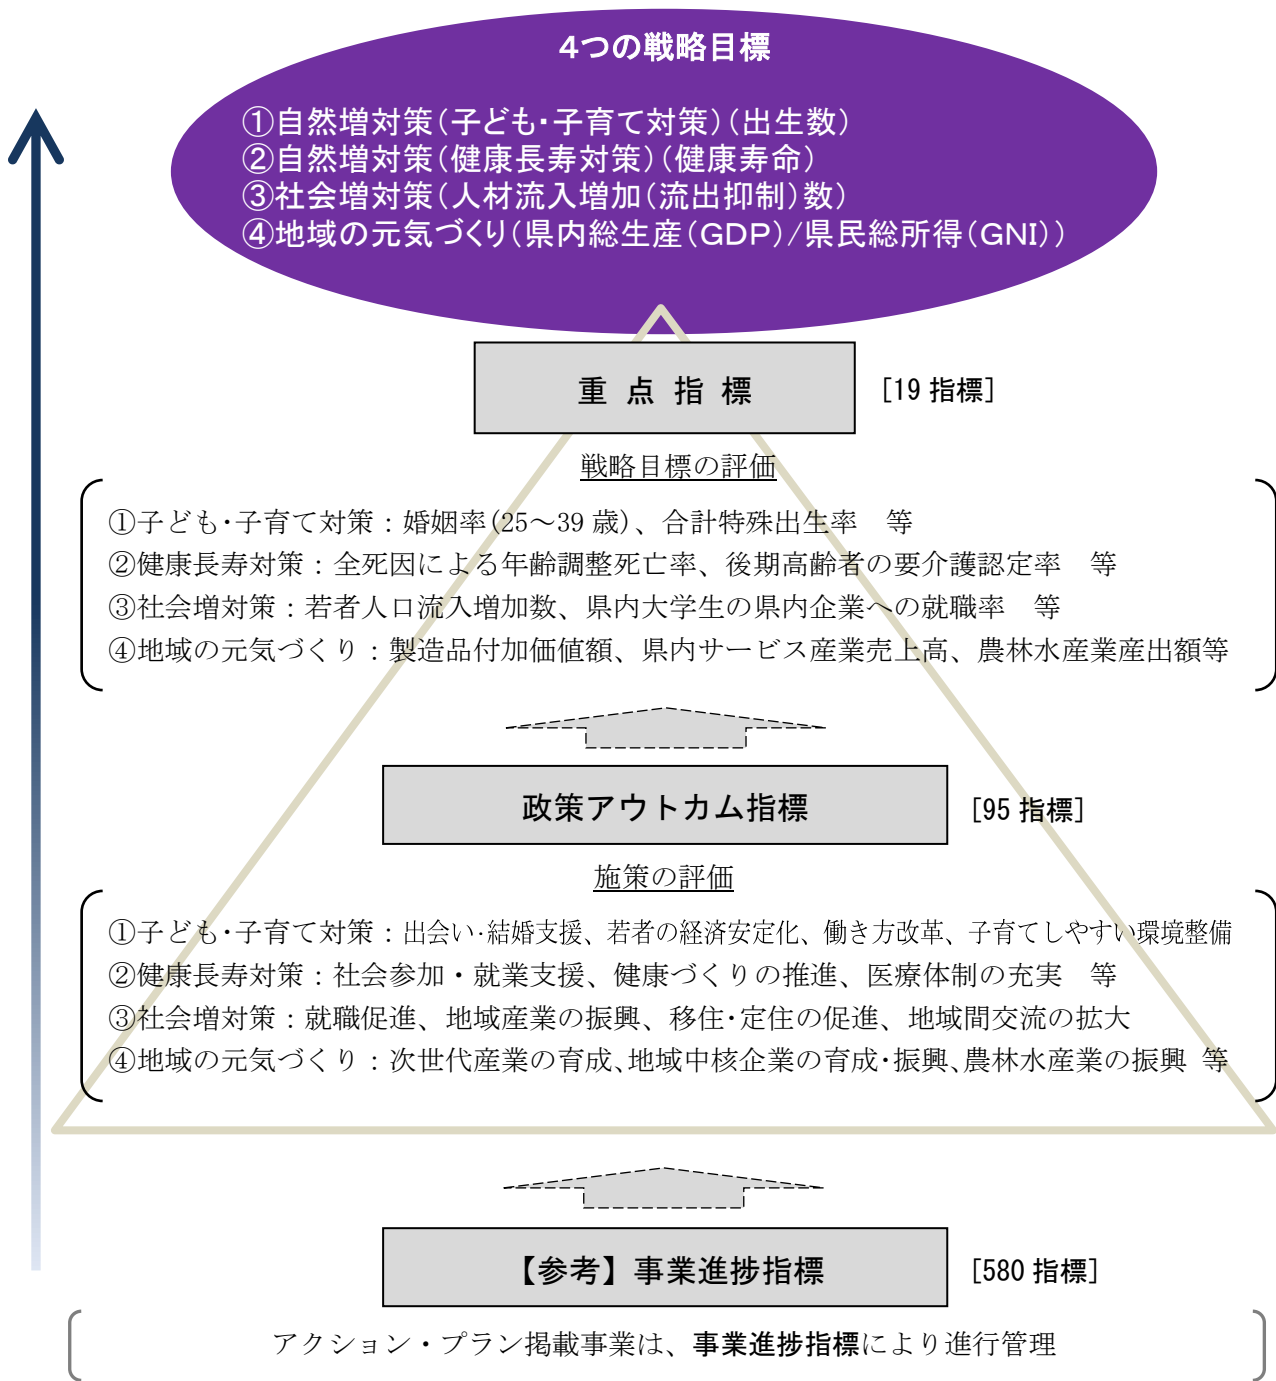 4つの戦略目標
①自然増対策(子ども・子育て対策)(出生数)
②自然増対策(健康長寿対策)(健康寿命)
③社会増対策(人材流入増加(流出抑制)数)
④地域の元気づくり(県内総生産(GDP)/県民総所得(GNI))
重 点 指 標
[19 指標]
戦略目標の評価
①子ども・子育て対策：婚姻率(25～39 歳)、合計特殊出生率　等
②健康長寿対策：全死因による年齢調整死亡率、後期高齢者の要介護認定率　等
③社会増対策：若者人口流入増加数、県内大学生の県内企業への就職率　等
④地域の元気づくり：製造品付加価値額、県内サービス産業売上高、農林水産業産出額等
政策アウトカム指標
[95 指標]
施策の評価
①子ども・子育て対策：出会い・結婚支援、若者の経済安定化、働き方改革、子育てしやすい環境整備
②健康長寿対策：社会参加・就業支援、健康づくりの推進、医療体制の充実　等
③社会増対策：就職促進、地域産業の振興、移住・定住の促進、地域間交流の拡大
④地域の元気づくり：次世代産業の育成、地域中核企業の育成・振興、農林水産業の振興 等
【参考】事業進捗指標
[580 指標]
アクション・プラン掲載事業は、事業進捗指標により進行管理